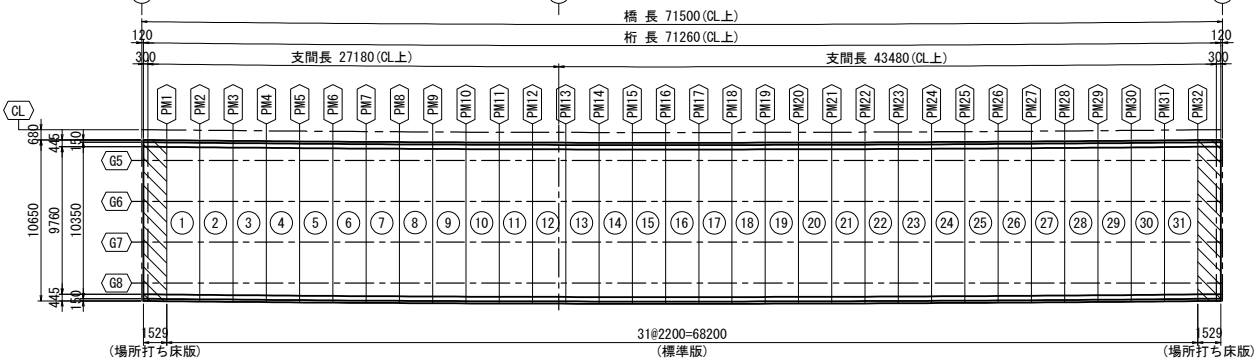 橋 長 71500(CL上)
120 桁 長 71260(CL上) 120
300 支間長 27180(CL上) 支間長 43480(CL上) 300
CL PM1 PM2 PM3 PM4 PM5 PM6 PM7 PM8 PM9 PM10 PM11 PM12 PM13 PM14 PM15 PM16 PM17 PM18 PM19 PM20 PM21 PM22 PM23 PM24 PM25 PM26 PM27 PM28 PM29 PM30 PM31 PM32
680 445 150
G5
G6
10650 9760 10350
1 2 3 4 5 6 7 8 9 10 11 12 13 14 15 16 17 18 19 20 21 22 23 24 25 26 27 28 29 30 31
G7
G8
445 150
1529 31@2200=68200 1529
(場所打ち床版) (標準版) (場所打ち床版)